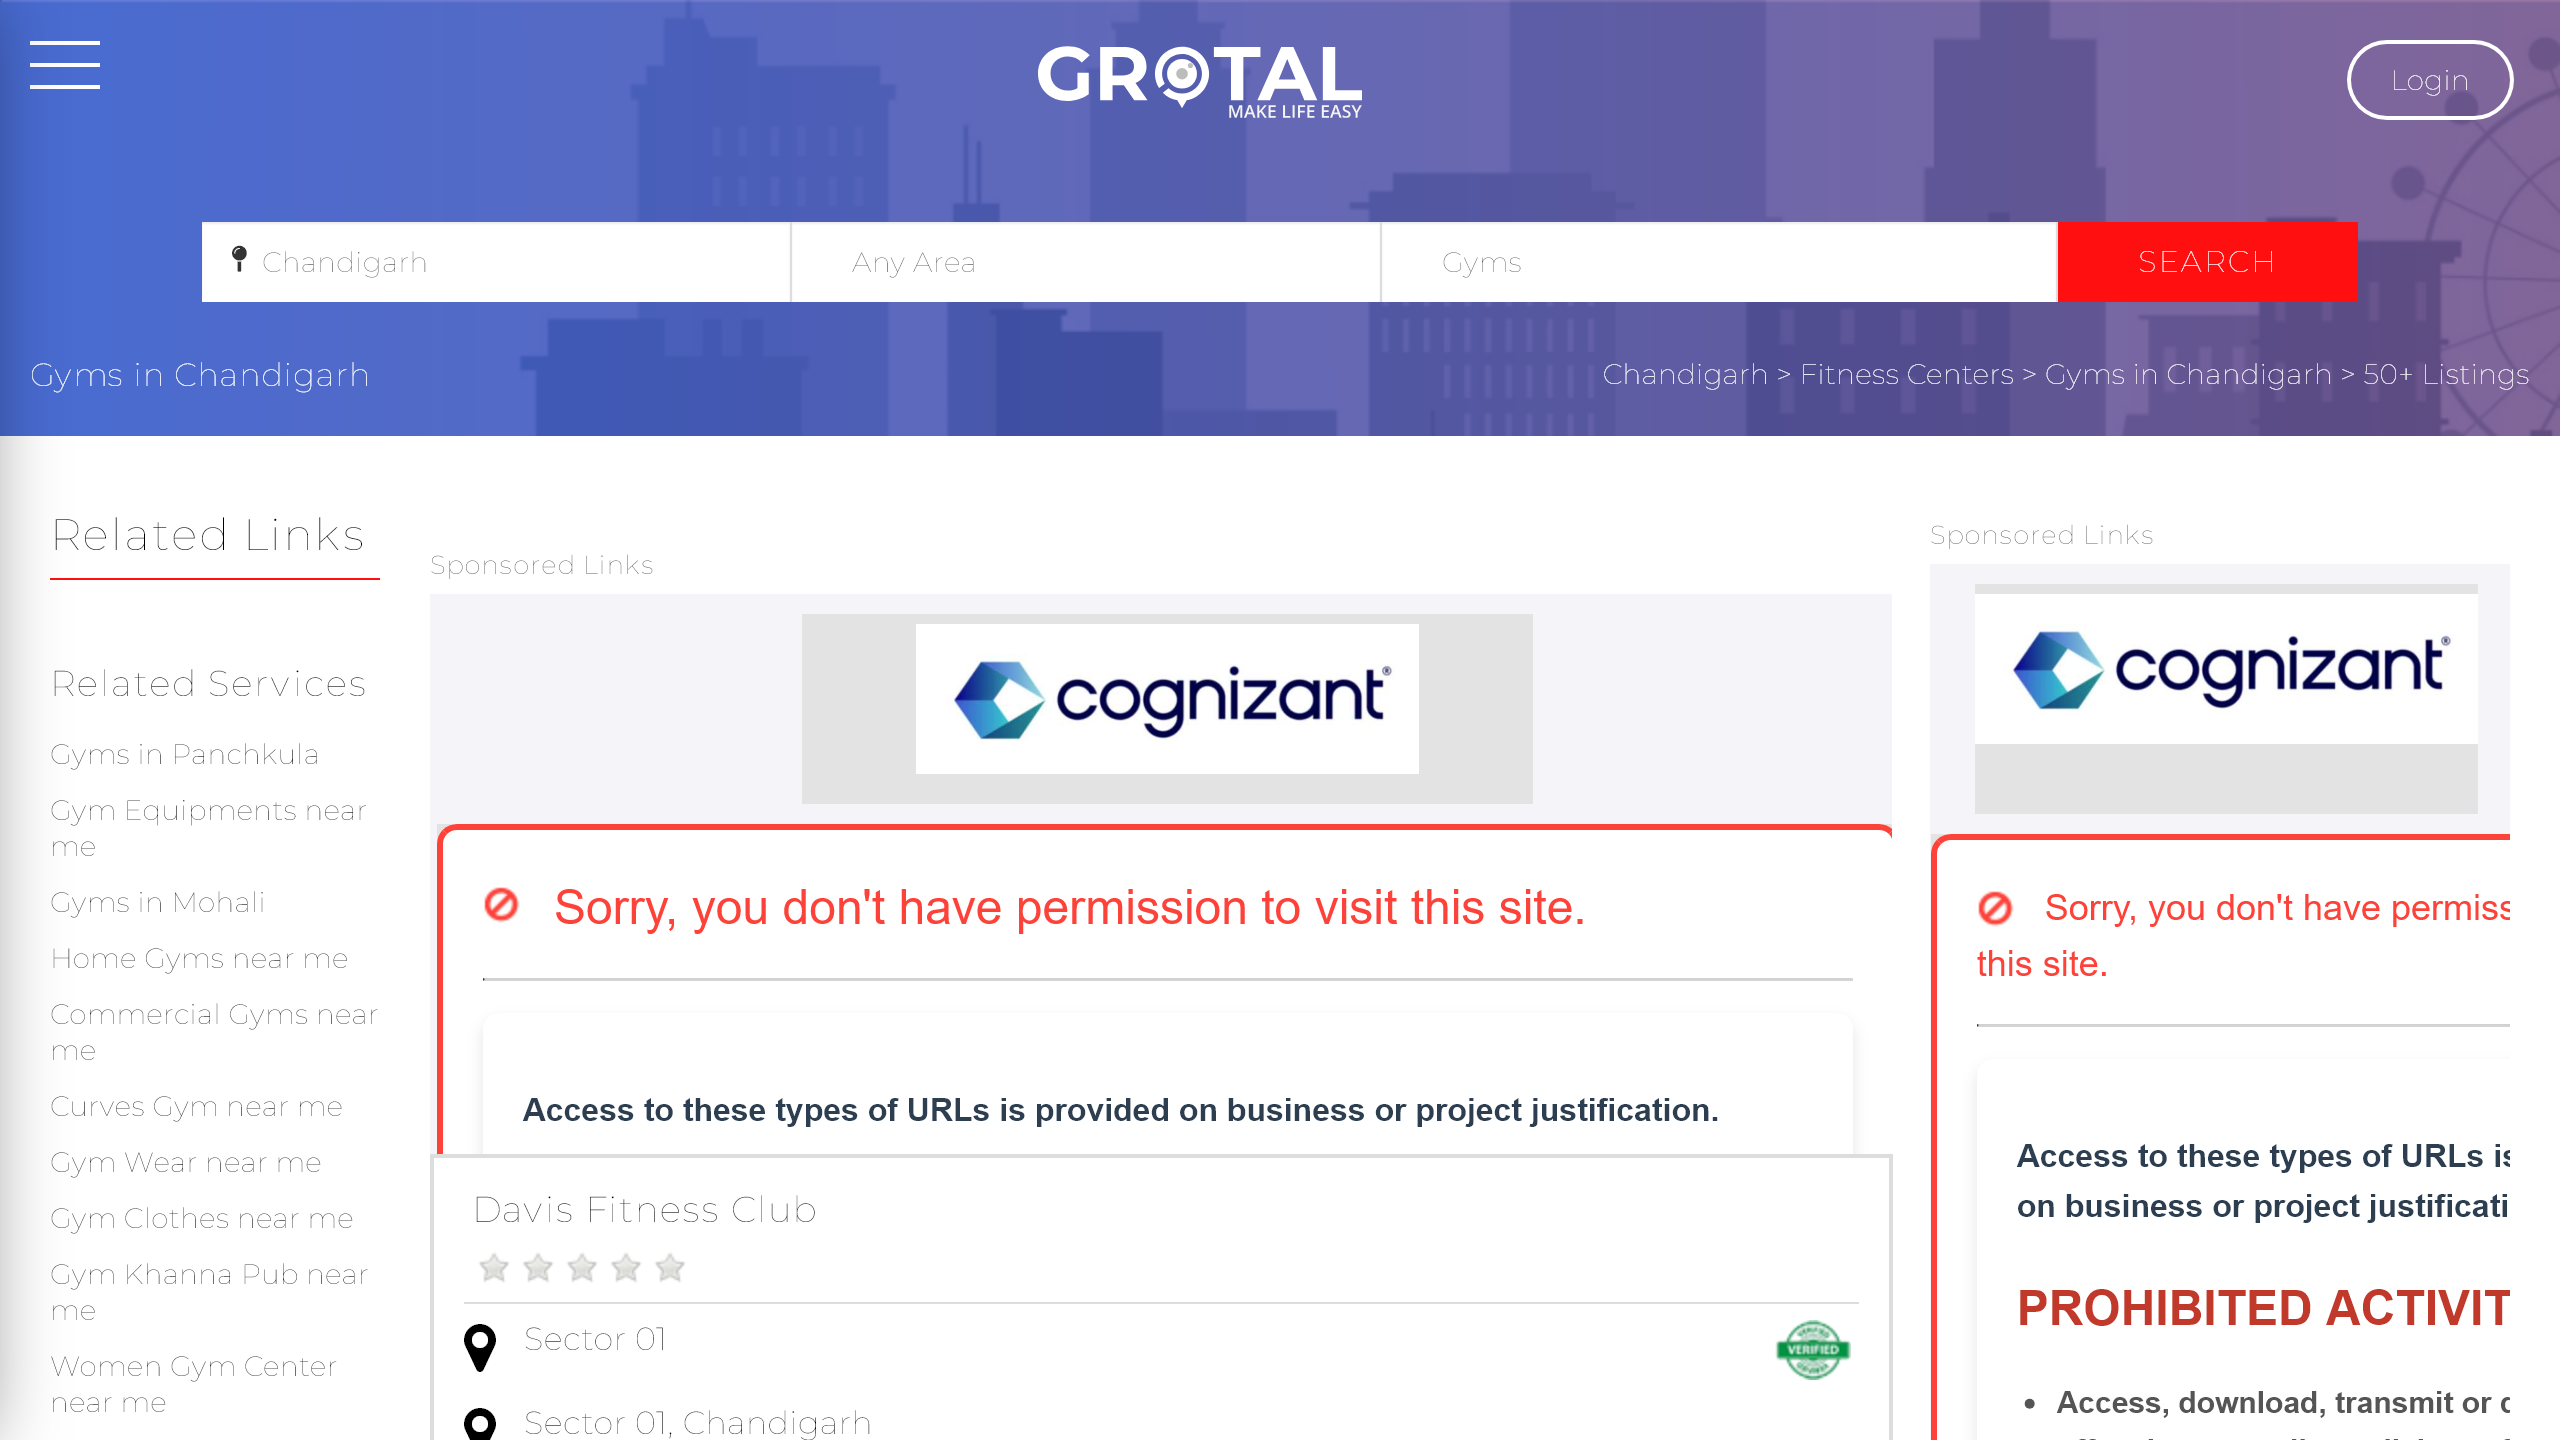 GROTAL
MAKE LIFE EASY
Login
Chandigarh
Any Area
Gyms
SEARCH
Gyms in Chandigarh
Chandigarh > Fitness Centers > Gyms in Chandigarh > 50+ Listings
Related Links
Related Services
Gyms in Panchkula
Gym Equipments near
me
Gyms in Mohali
Home Gyms near me
Commercial Gyms near
me
Curves Gym near me
Gym Wear near me
Gym Clothes near me
Gym Khanna Pub near
me
Women Gym Center
near me
Sponsored Links
cognizant®
Sorry, you don't have permission to visit this site.
Access to these types of URLs is provided on business or project justification.
Davis Fitness Club
Sector 01
VERIFIED
Sector 01, Chandigarh
Sponsored Links
cognizant®
Sorry, you don't have permiss
this site.
Access to these types of URLs is
on business or project justificati
PROHIBITED ACTIVIT
• Access, download, transmit or